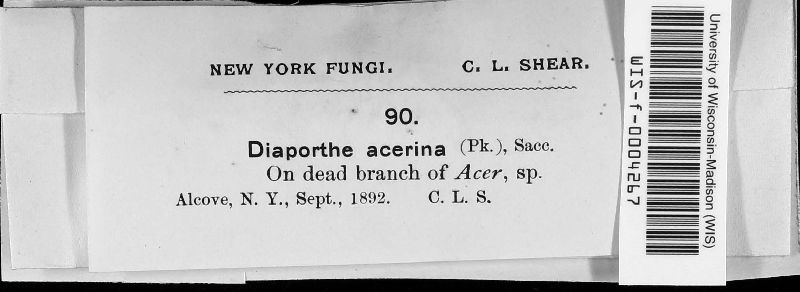 NEW YORK FUNGI. C. L. SHEAR.
90.
Diaporthe acerina (Pk.), Sacc.
On dead branch of Acer, sp.
Alcove, N. Y., Sept., 1892. C. L. S.
University of Wisconsin-Madison (WIS)
WIS-f-0004267